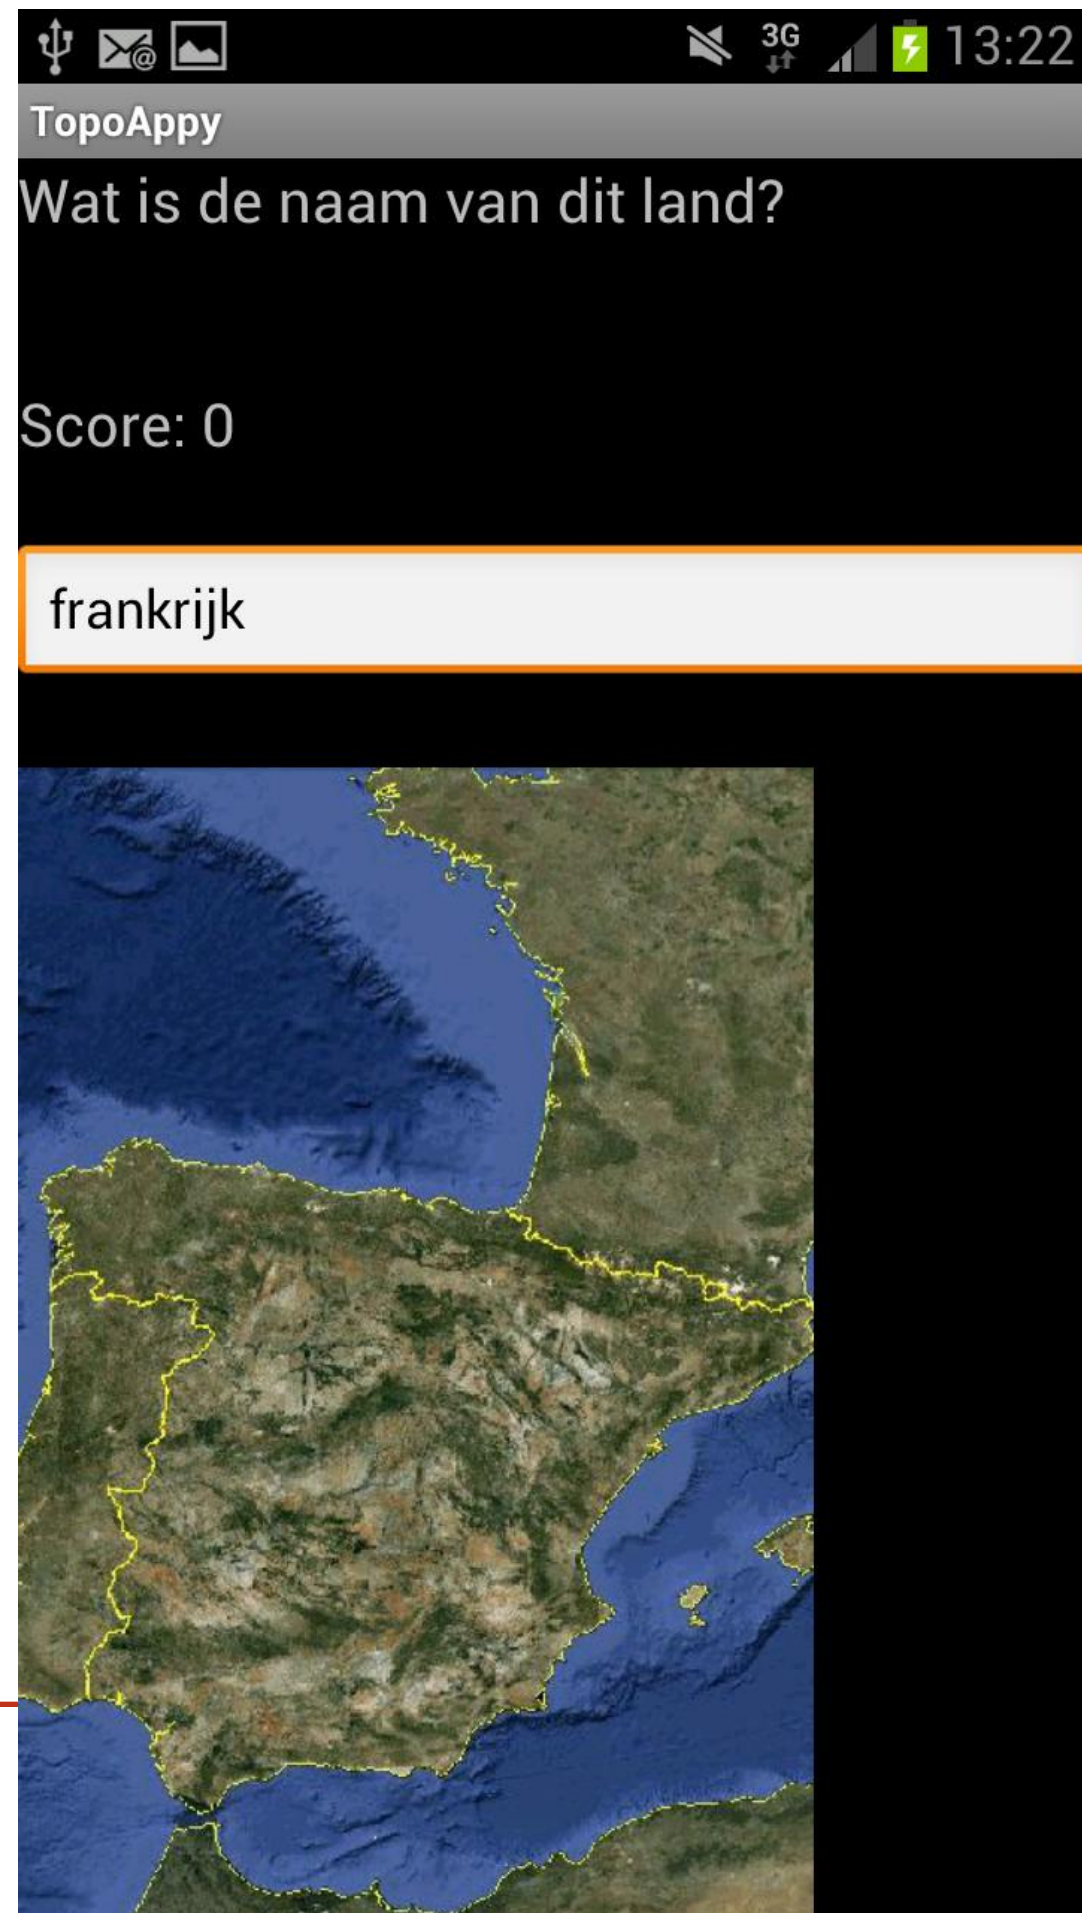 3G 13:22
TopoAppy
Wat is de naam van dit land?
Score: 0
frankrijk